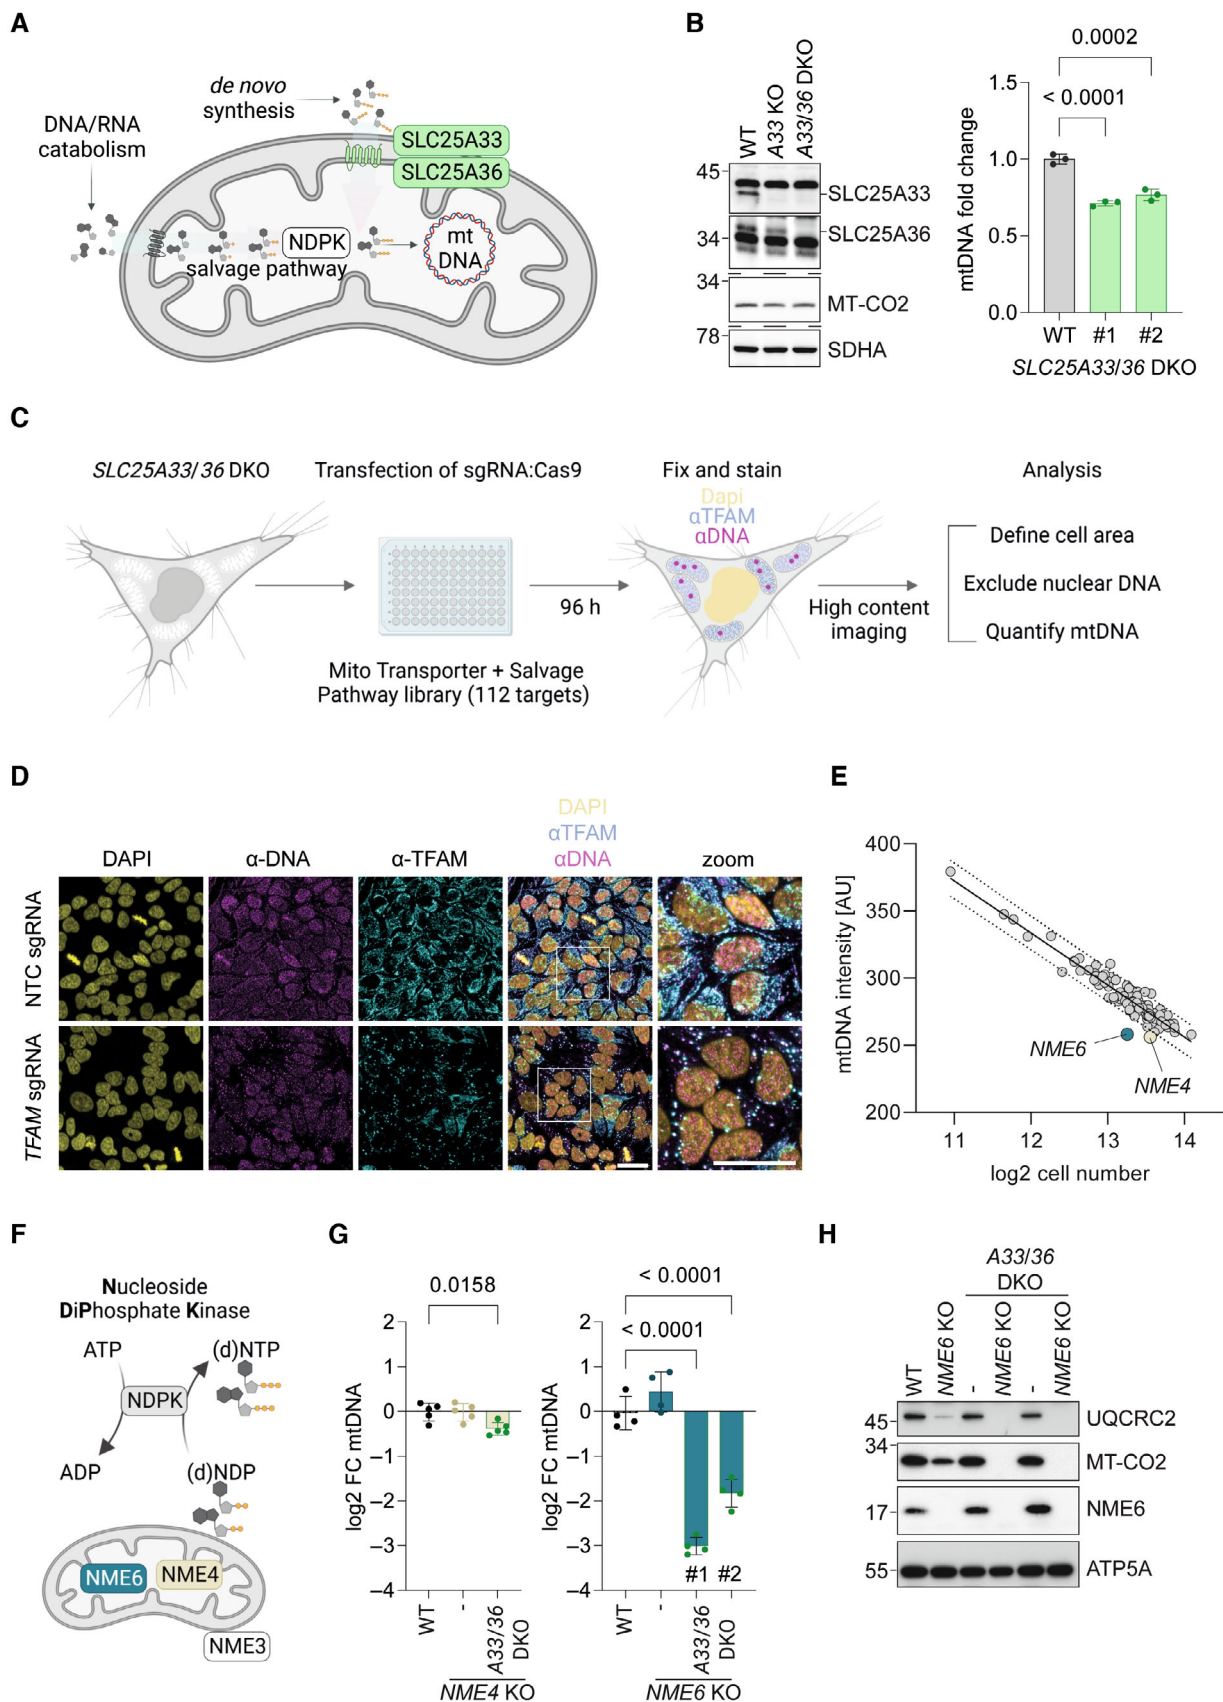 A
de novo
synthesis
DNA/RNA
catabolism
SLC25A33
SLC25A36
NDPK
salvage pathway
mt
DNA
B
WT
A33 KO
A33/36 DKO
45
SLC25A33
34
SLC25A36
34
MT-CO2
78
SDHA
0.0002
< 0.0001
mtDNA fold change
1.5
1.0
0.5
0.0
WT #1 #2
SLC25A33/36 DKO
C
SLC25A33/36 DKO
Transfection of sgRNA:Cas9
Fix and stain
Analysis
Dapi
αTFAM
αDNA
96 h
High content
imaging
Define cell area
Exclude nuclear DNA
Quantify mtDNA
Mito Transporter + Salvage
Pathway library (112 targets)
D
DAPI
αTFAM
αDNA
DAPI α-DNA α-TFAM zoom
NTC sgRNA
TFAM sgRNA
E
mtDNA intensity [AU]
400
350
300
250
200
NME6
NME4
11 12 13 14
log2 cell number
F
Nucleoside
DiPhosphate Kinase
ATP
(d)NTP
NDPK
ADP
(d)NDP
NME6
NME4
NME3
G
0.0158
log2 FC mtDNA
2
1
0
−1
−2
−3
−4
WT
-
A33/36
DKO
NME4 KO
< 0.0001
< 0.0001
log2 FC mtDNA
2
1
0
−1
−2
−3
−4
#1 #2
WT
-
A33/36
DKO
NME6 KO
H
A33/36
DKO
WT
NME6 KO
-
NME6 KO
-
NME6 KO
45
UQCRC2
34
MT-CO2
17
NME6
55
ATP5A